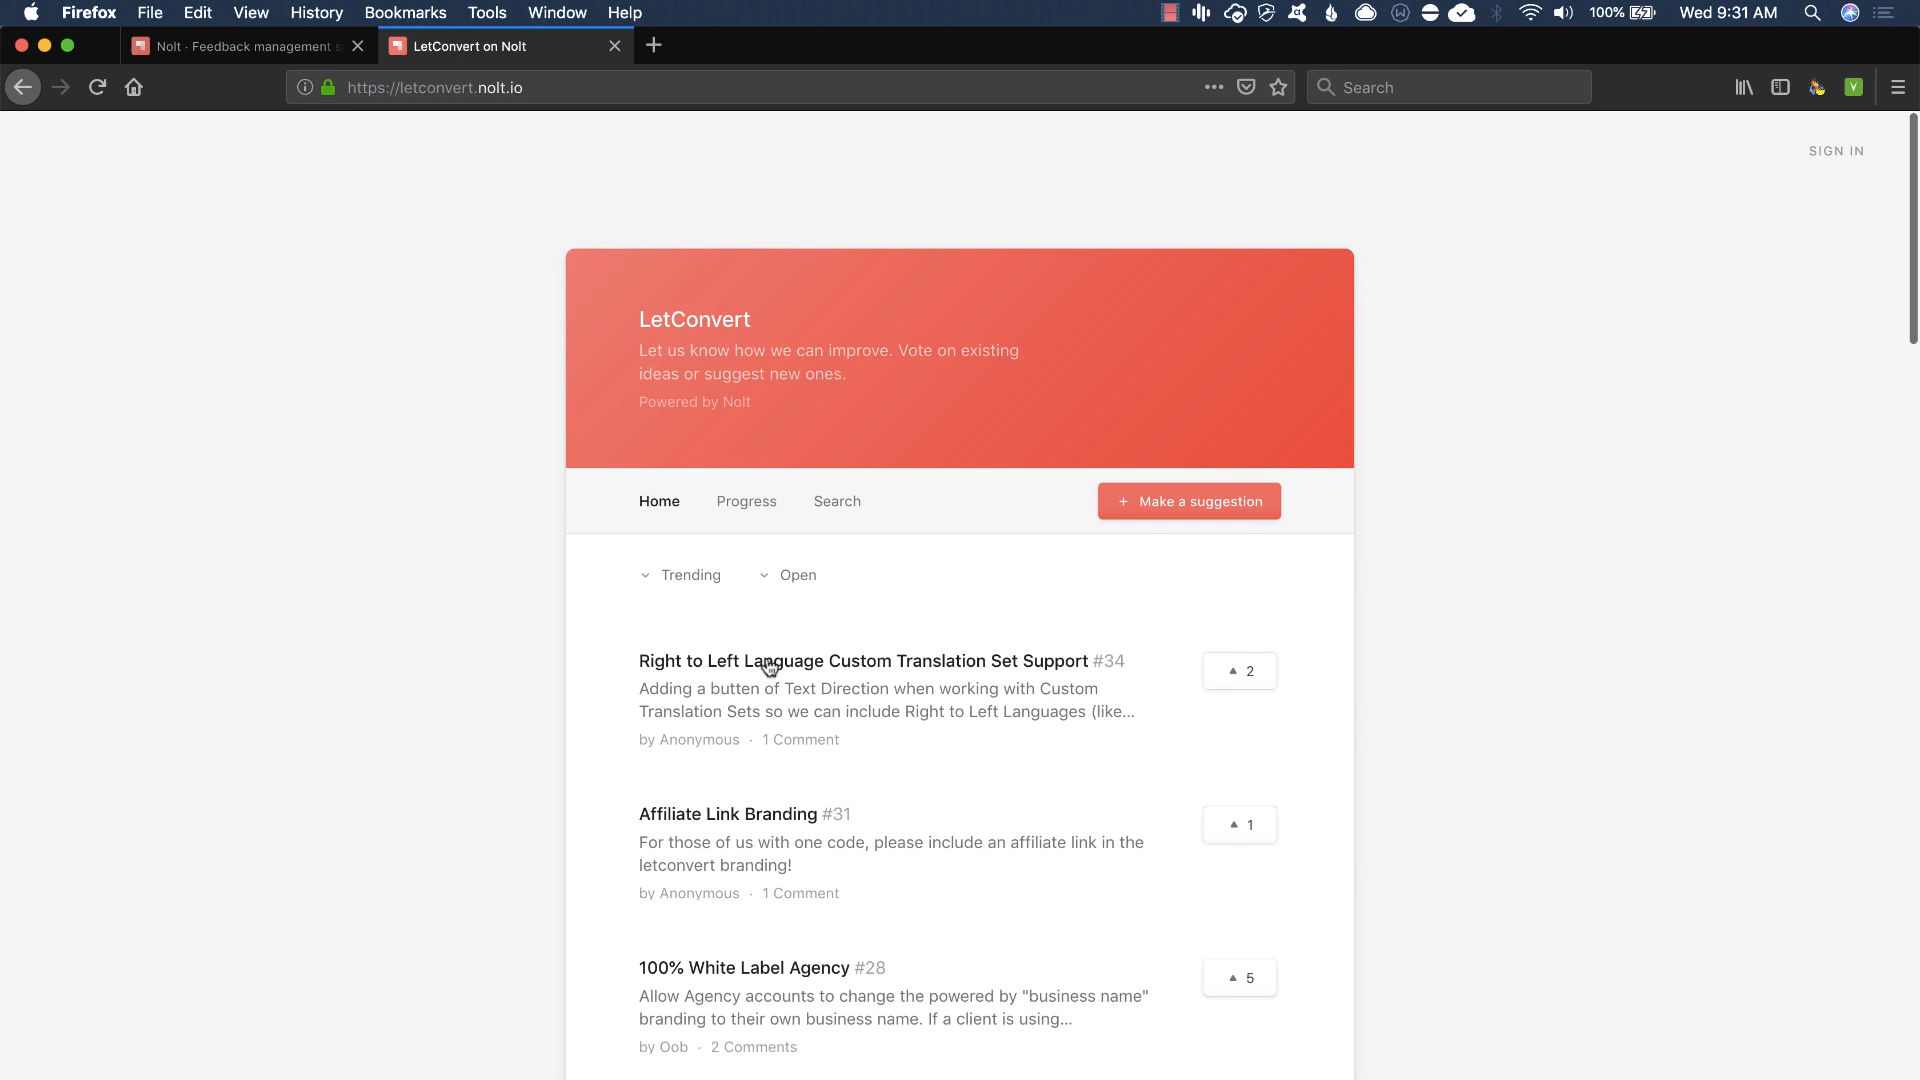 Firefox File Edit View History Bookmarks Tools Window Help 100% Wed 9:31 AM
Nolt · Feedback management s
LetConvert on Nolt
https://letconvert.nolt.io
Search
SIGN IN
LetConvert
Let us know how we can improve. Vote on existing
ideas or suggest new ones.
Powered by Nolt
Home Progress Search + Make a suggestion
Trending Open
Right to Left Language Custom Translation Set Support #34
2
Adding a butten of Text Direction when working with Custom
Translation Sets so we can include Right to Left Languages (like...
by Anonymous · 1 Comment
Affiliate Link Branding #31
1
For those of us with one code, please include an affiliate link in the
letconvert branding!
by Anonymous · 1 Comment
100% White Label Agency #28
5
Allow Agency accounts to change the powered by "business name"
branding to their own business name. If a client is using...
by Oob · 2 Comments